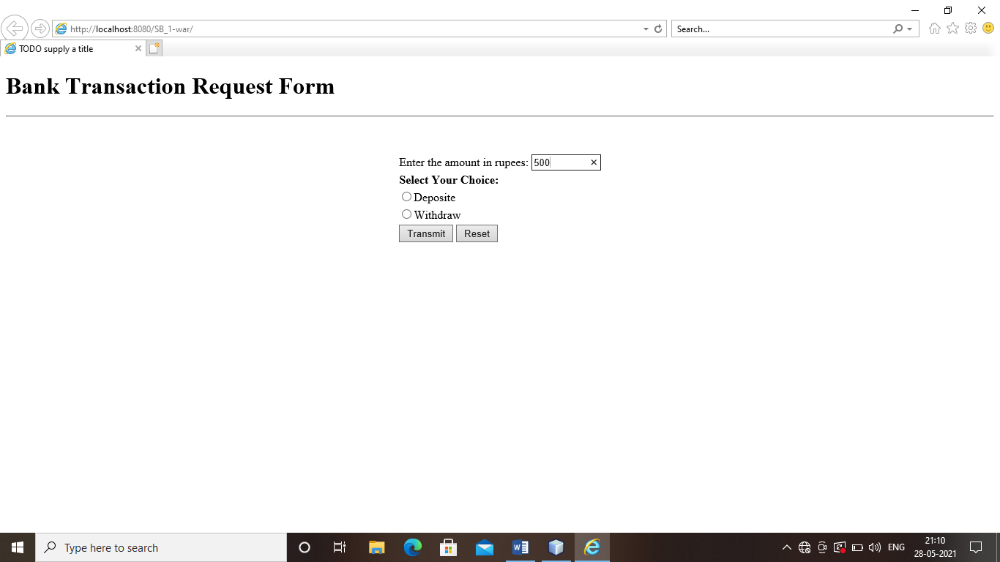 http://localhost:8080/SB_1-war/
Search...
TODO supply a title
Bank Transaction Request Form
Enter the amount in rupees: 500
Select Your Choice:
Deposite
Withdraw
Transmit Reset
Type here to search
ENG
21:10
28-05-2021